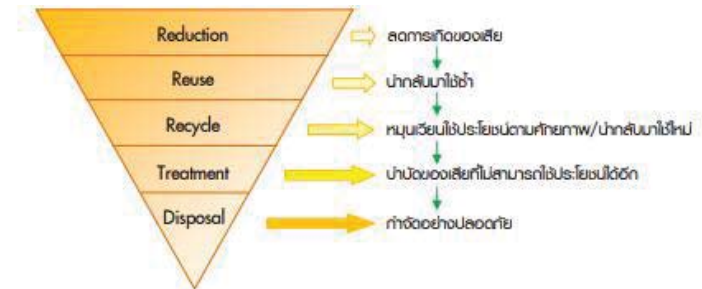 Reduction ลดการเกิดของเสีย
Reuse นำกลับมาใช้ซ้ำ
Recycle หมุนเวียนใช้ประโยชน์ตามศักยภาพ/นำกลับมาใช้ใหม่
Treatment บำบัดของเสียที่ไม่สามารถใช้ประโยชน์ได้อีก
Disposal กำจัดอย่างปลอดภัย